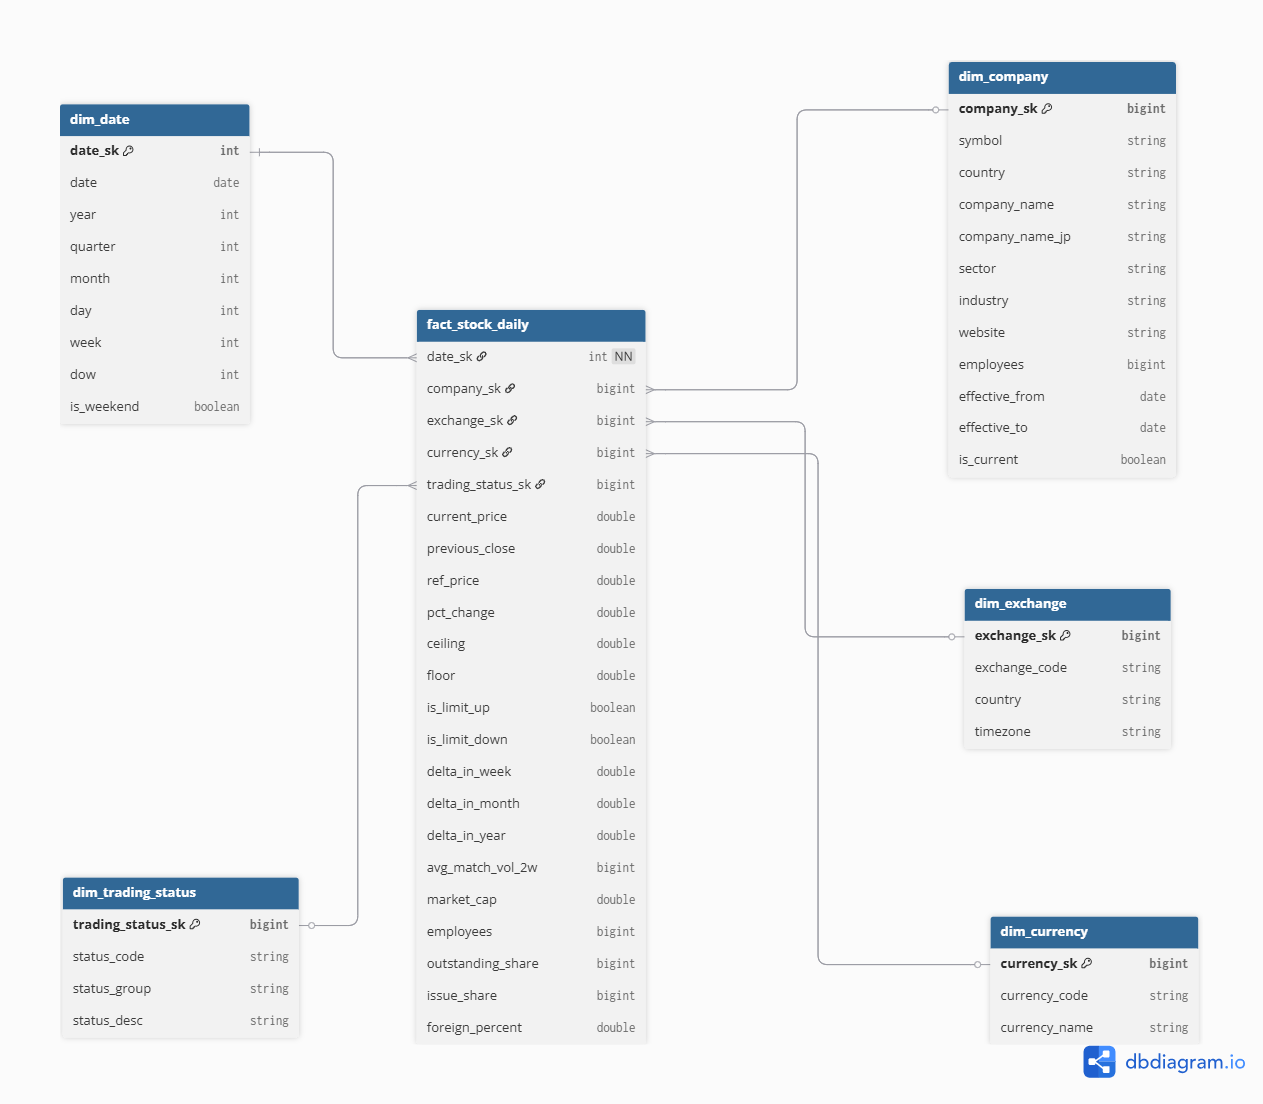 dim_date
date_sk int
date date
year int
quarter int
month int
day int
week int
dow int
is_weekend boolean
dim_company
company_sk bigint
symbol string
country string
company_name string
company_name_jp string
sector string
industry string
website string
employees bigint
effective_from date
effective_to date
is_current boolean
fact_stock_daily
date_sk int NN
company_sk bigint
exchange_sk bigint
currency_sk bigint
trading_status_sk bigint
current_price double
previous_close double
ref_price double
pct_change double
ceiling double
floor double
is_limit_up boolean
is_limit_down boolean
delta_in_week double
delta_in_month double
delta_in_year double
avg_match_vol_2w bigint
market_cap double
employees bigint
outstanding_share bigint
issue_share bigint
foreign_percent double
dim_exchange
exchange_sk bigint
exchange_code string
country string
timezone string
dim_trading_status
trading_status_sk bigint
status_code string
status_group string
status_desc string
dim_currency
currency_sk bigint
currency_code string
currency_name string
dbdiagram.io